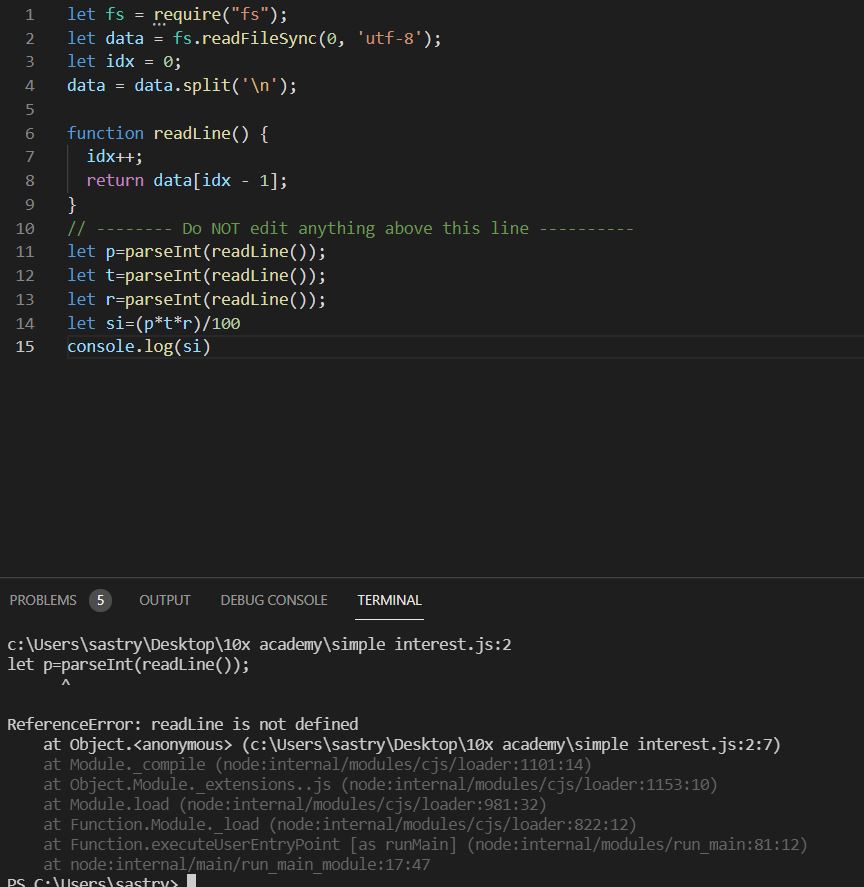 1 let fs = require("fs");
2 let data = fs.readFileSync(0, 'utf-8');
3 let idx = 0;
4 data = data.split('\n');
5
6 function readLine() {
7   idx++;
8   return data[idx - 1];
9 }
10 // -------- Do NOT edit anything above this line ----------
11 let p=parseInt(readLine());
12 let t=parseInt(readLine());
13 let r=parseInt(readLine());
14 let si=(p*t*r)/100
15 console.log(si)
PROBLEMS 5 OUTPUT DEBUG CONSOLE TERMINAL
c:\Users\sastry\Desktop\10x academy\simple interest.js:2
let p=parseInt(readLine());
      ^
ReferenceError: readLine is not defined
    at Object.<anonymous> (c:\Users\sastry\Desktop\10x academy\simple interest.js:2:7)
    at Module._compile (node:internal/modules/cjs/loader:1101:14)
    at Object.Module._extensions..js (node:internal/modules/cjs/loader:1153:10)
    at Module.load (node:internal/modules/cjs/loader:981:32)
    at Function.Module._load (node:internal/modules/cjs/loader:822:12)
    at Function.executeUserEntryPoint [as runMain] (node:internal/modules/run_main:81:12)
    at node:internal/main/run_main_module:17:47
PS C:\Users\sastry>